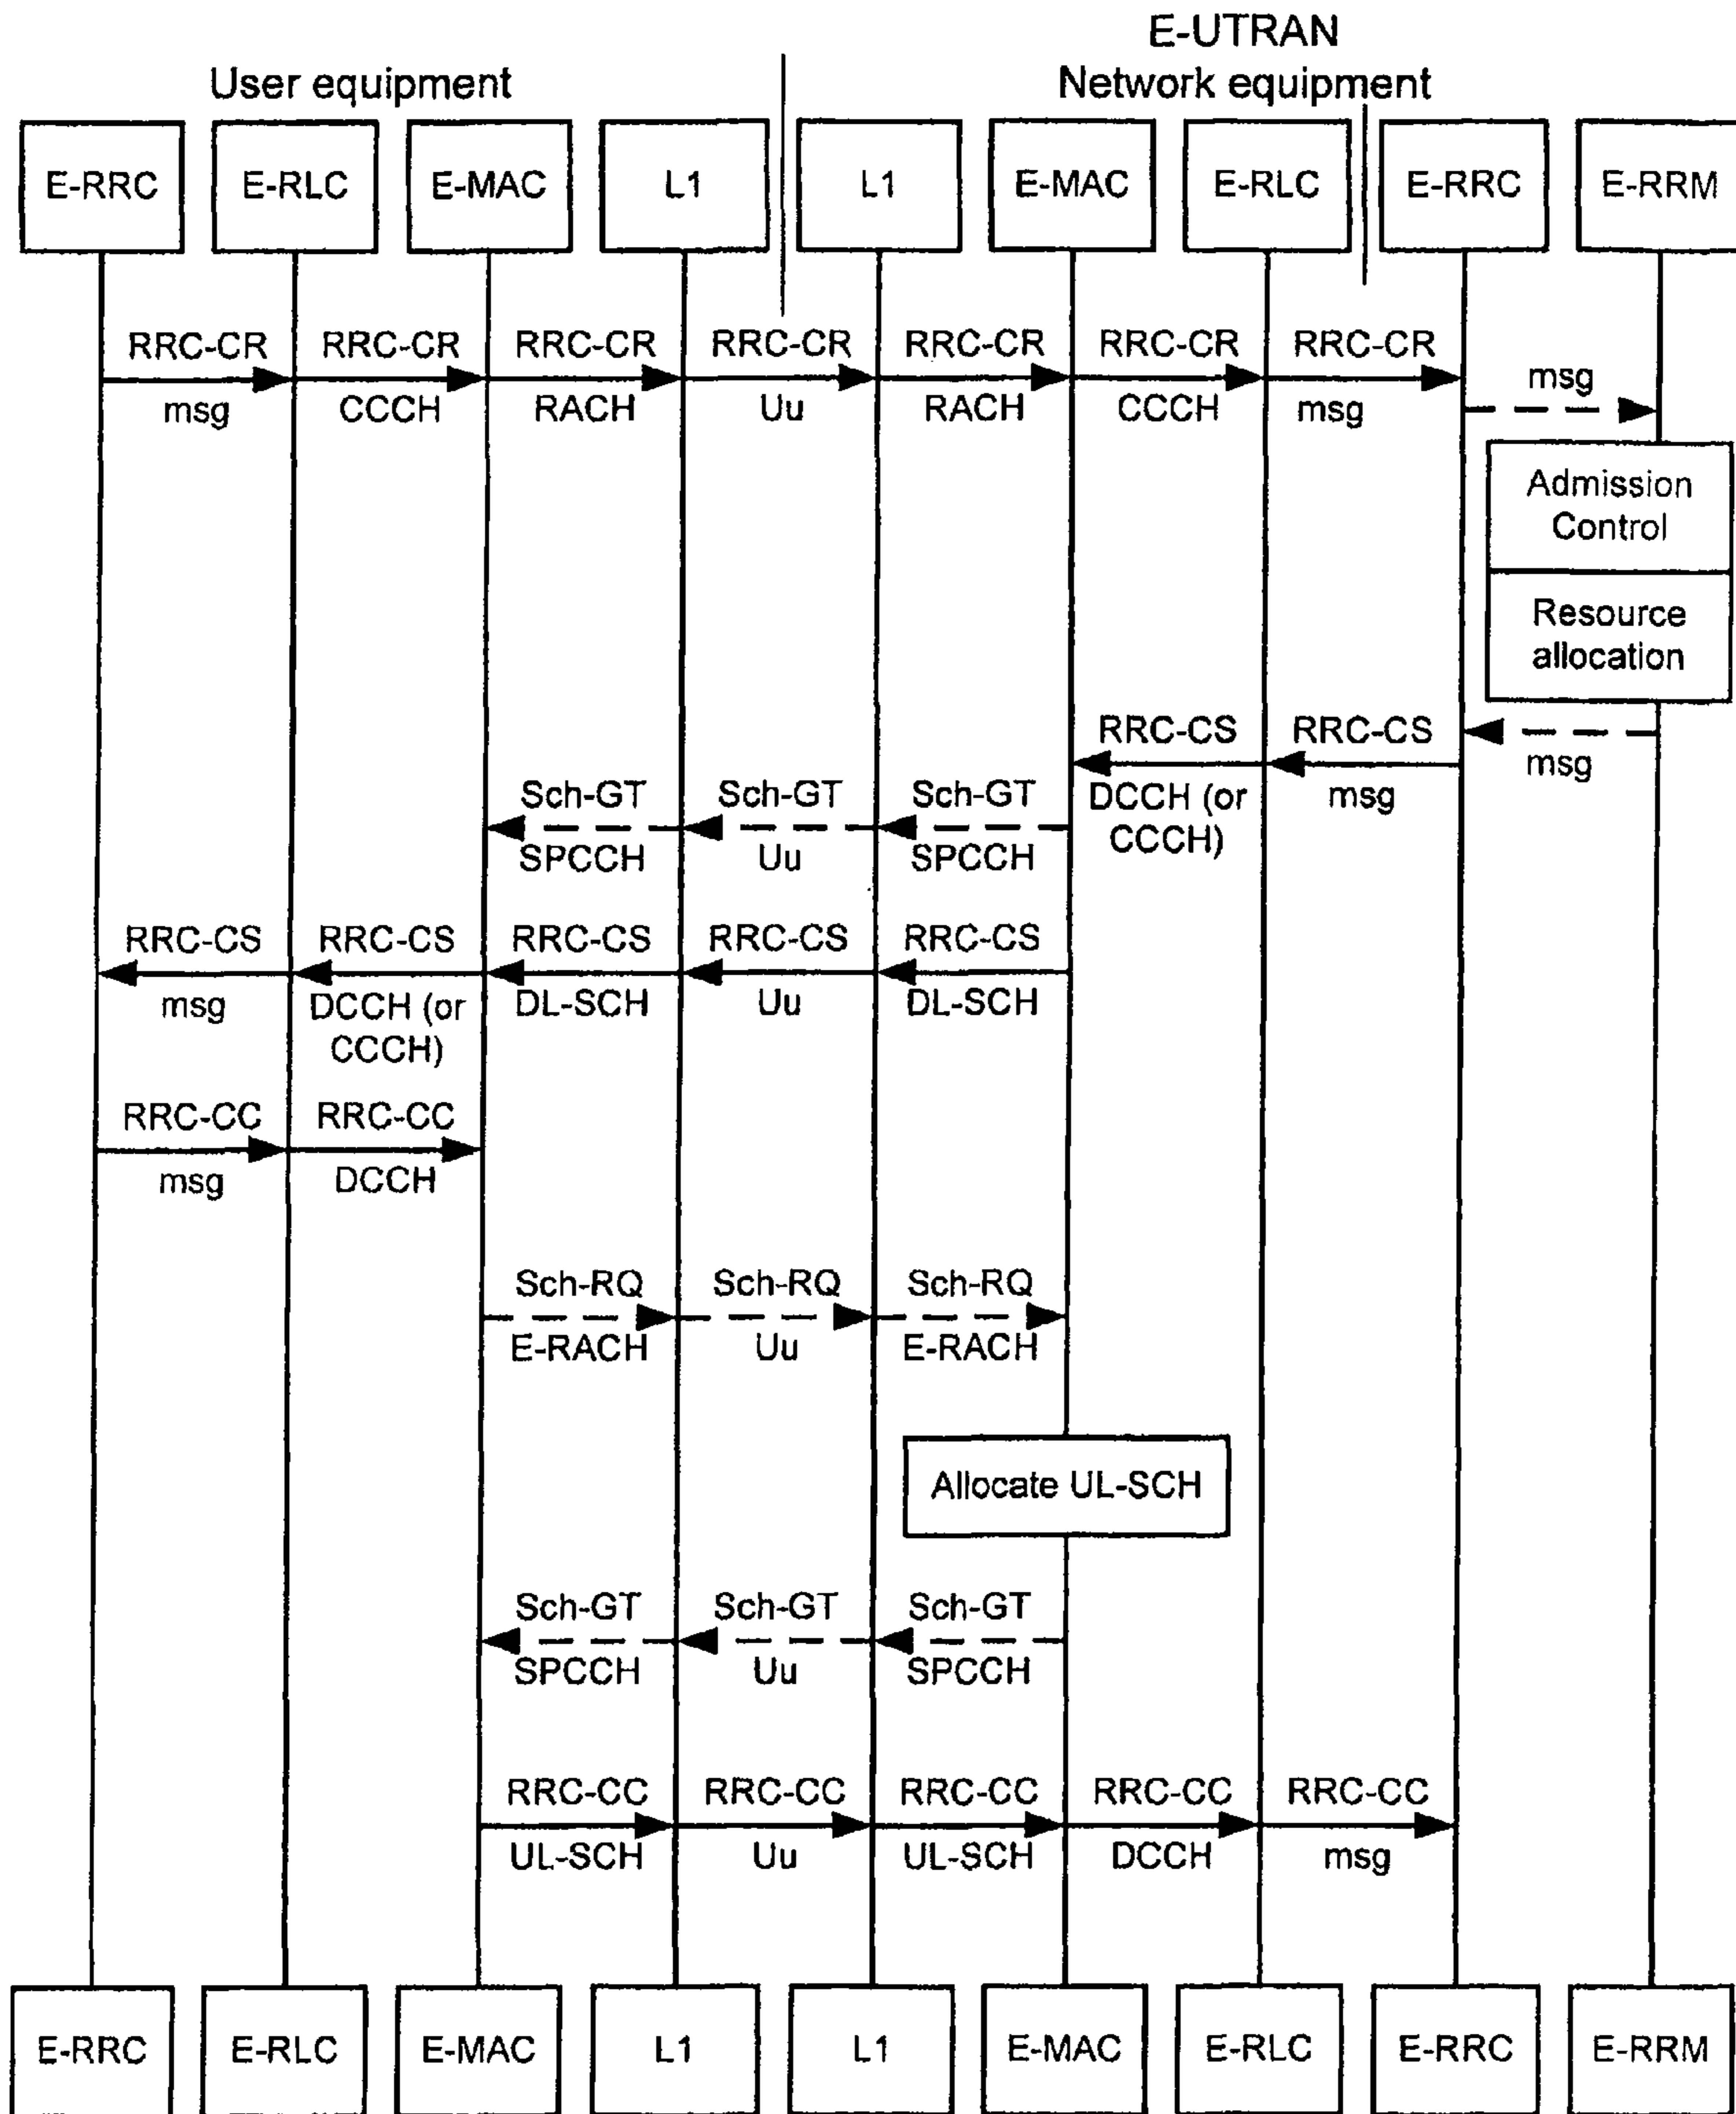 E-UTRAN
User equipment
Network equipment
E-RRC
E-RLC
E-MAC
L1
L1
E-MAC
E-RLC
E-RRC
E-RRM
RRC-CR
RRC-CR
RRC-CR
RRC-CR
RRC-CR
RRC-CR
RRC-CR
msg
msg
CCCH
RACH
Uu
RACH
CCCH
msg
Admission
Control
Resource
allocation
RRC-CS
RRC-CS
msg
DCCH (or
CCCH)
msg
Sch-GT
Sch-GT
Sch-GT
SPCCH
Uu
SPCCH
RRC-CS
RRC-CS
RRC-CS
RRC-CS
RRC-CS
msg
DCCH (or
CCCH)
DL-SCH
Uu
DL-SCH
RRC-CC
RRC-CC
msg
DCCH
Sch-RQ
Sch-RQ
Sch-RQ
E-RACH
Uu
E-RACH
Allocate UL-SCH
Sch-GT
Sch-GT
Sch-GT
SPCCH
Uu
SPCCH
RRC-CC
RRC-CC
RRC-CC
RRC-CC
RRC-CC
UL-SCH
Uu
UL-SCH
DCCH
msg
E-RRC
E-RLC
E-MAC
L1
L1
E-MAC
E-RLC
E-RRC
E-RRM